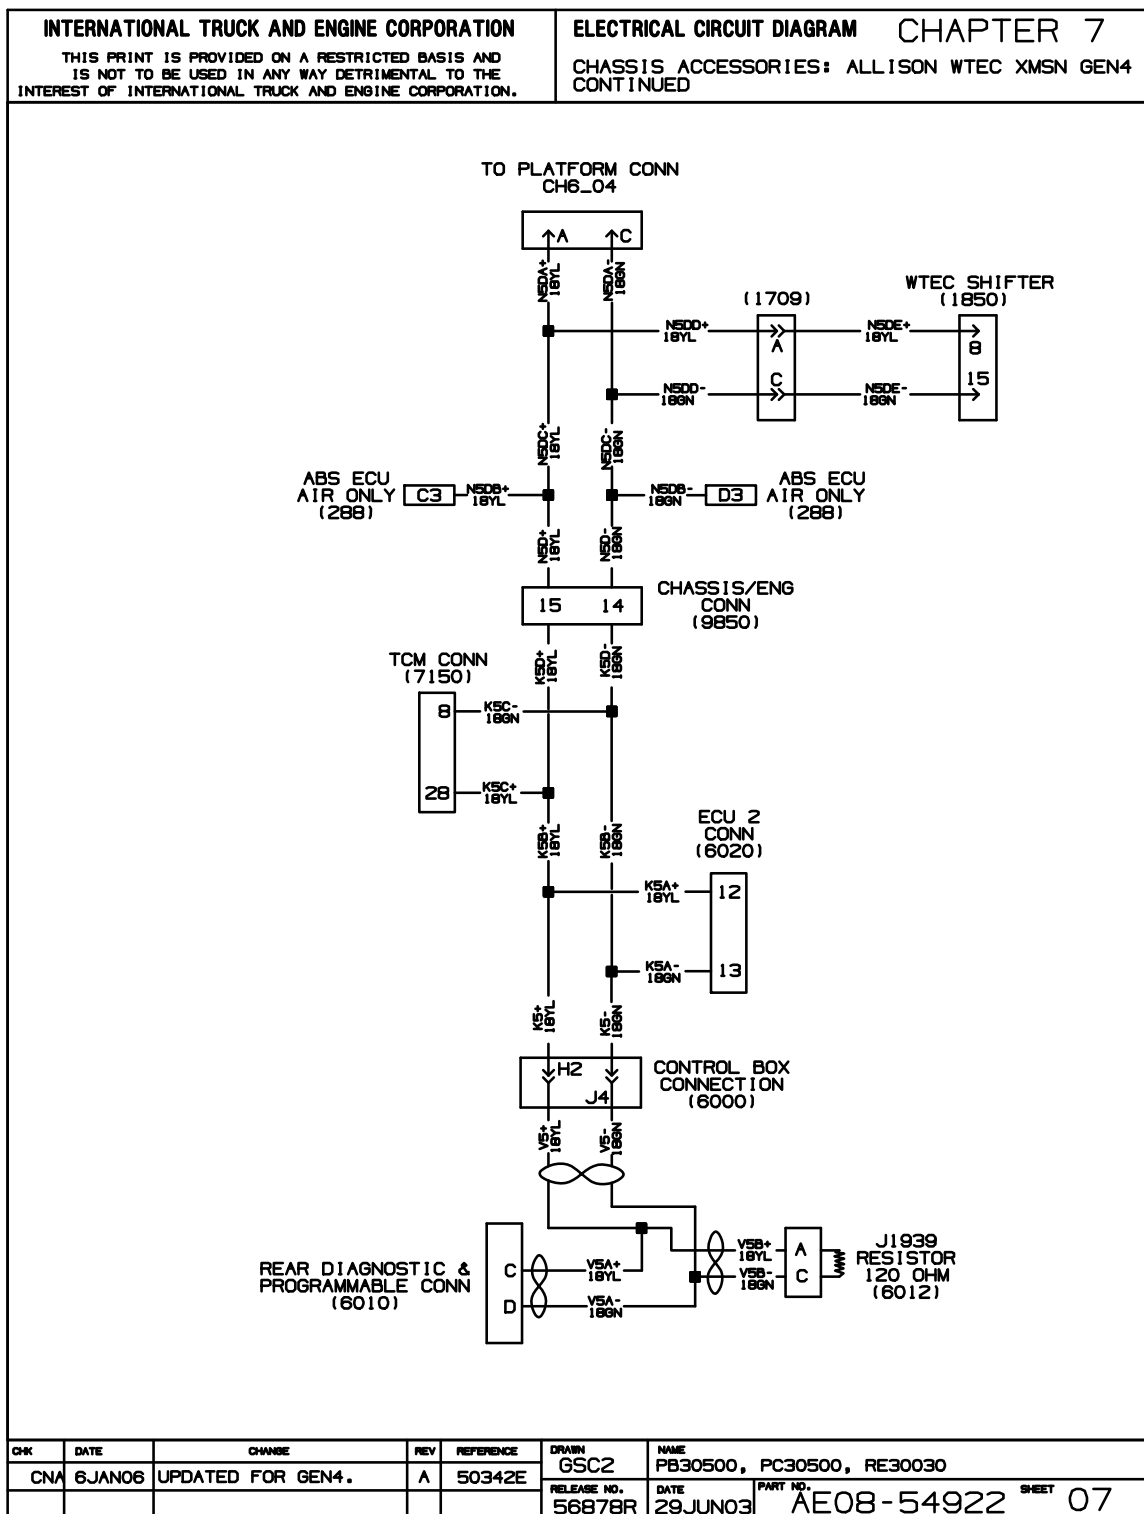 INTERNATIONAL TRUCK AND ENGINE CORPORATION
THIS PRINT IS PROVIDED ON A RESTRICTED BASIS AND
IS NOT TO BE USED IN ANY WAY DETRIMENTAL TO THE
INTEREST OF INTERNATIONAL TRUCK AND ENGINE CORPORATION.
ELECTRICAL CIRCUIT DIAGRAM CHAPTER 7
CHASSIS ACCESSORIES: ALLISON WTEC XMSN GEN4
CONTINUED
TO PLATFORM CONN
CH6_04
A C
N5DA+
18YL
N5DA-
18GN
(1709)
WTEC SHIFTER
(1850)
N5DD+
18YL
A
N5DE+
18YL
8
N5DD-
18GN
C
N5DE-
18GN
15
N5DC+
18YL
N5DC-
18GN
ABS ECU
AIR ONLY
(288)
C3
N5DB+
18YL
N5DB-
18GN
D3
ABS ECU
AIR ONLY
(288)
N5D+
18YL
N5D-
18GN
15 14
CHASSIS/ENG
CONN
(9850)
K5D+
18YL
K5D-
18GN
TCM CONN
(7150)
8
K5C-
18GN
28
K5C+
18YL
K5B+
18YL
K5B-
18GN
ECU 2
CONN
(6020)
K5A+
18YL
12
K5A-
18GN
13
K5+
18YL
K5-
18GN
H2
J4
CONTROL BOX
CONNECTION
(6000)
V5+
18YL
V5-
18GN
REAR DIAGNOSTIC &
PROGRAMMABLE CONN
(6010)
C
V5A+
18YL
D
V5A-
18GN
V5B+
18YL
A
V5B-
18GN
C
J1939
RESISTOR
120 OHM
(6012)
CHK DATE CHANGE REV REFERENCE
CNA 6JAN06 UPDATED FOR GEN4. A 50342E
DRAWN
GSC2
NAME
PB30500, PC30500, RE30030
RELEASE NO.
56878R
DATE
29JUN03
PART NO.
AE08-54922
SHEET 07